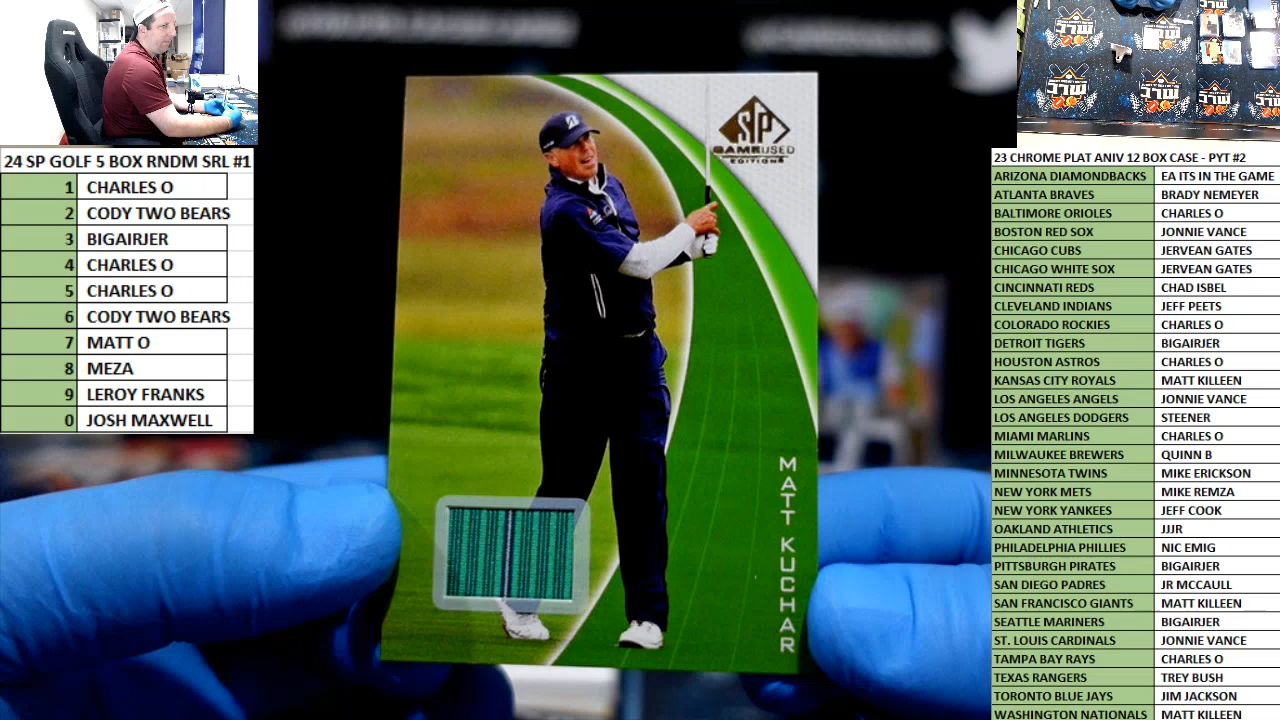 24 SP GOLF 5 BOX RNDM SRL #1
1 CHARLES O
2 CODY TWO BEARS
3 BIGAIRJER
4 CHARLES O
5 CHARLES O
6 CODY TWO BEARS
7 MATT O
8 MEZA
9 LEROY FRANKS
0 JOSH MAXWELL
SP
GAME USED
EDITION
MATT KUCHAR
23 CHROME PLAT ANIV 12 BOX CASE - PYT #2
ARIZONA DIAMONDBACKS EA ITS IN THE GAME
ATLANTA BRAVES BRADY NEMEYER
BALTIMORE ORIOLES CHARLES O
BOSTON RED SOX JONNIE VANCE
CHICAGO CUBS JERVEAN GATES
CHICAGO WHITE SOX JERVEAN GATES
CINCINNATI REDS CHAD ISBEL
CLEVELAND INDIANS JEFF PEETS
COLORADO ROCKIES CHARLES O
DETROIT TIGERS BIGAIRJER
HOUSTON ASTROS CHARLES O
KANSAS CITY ROYALS MATT KILLEEN
LOS ANGELES ANGELS JONNIE VANCE
LOS ANGELES DODGERS STEENER
MIAMI MARLINS CHARLES O
MILWAUKEE BREWERS QUINN B
MINNESOTA TWINS MIKE ERICKSON
NEW YORK METS MIKE REMZA
NEW YORK YANKEES JEFF COOK
OAKLAND ATHLETICS JJJR
PHILADELPHIA PHILLIES NIC EMIG
PITTSBURGH PIRATES BIGAIRJER
SAN DIEGO PADRES JR MCCAULL
SAN FRANCISCO GIANTS MATT KILLEEN
SEATTLE MARINERS BIGAIRJER
ST. LOUIS CARDINALS JONNIE VANCE
TAMPA BAY RAYS CHARLES O
TEXAS RANGERS TREY BUSH
TORONTO BLUE JAYS JIM JACKSON
WASHINGTON NATIONALS MATT KILLEEN